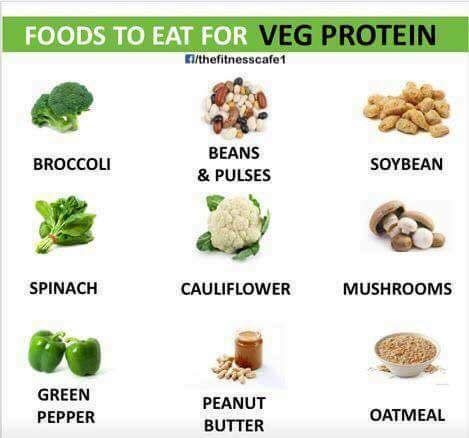 FOODS TO EAT FOR VEG PROTEIN
f/thefitnesscafe1
BROCCOLI
BEANS
& PULSES
SOYBEAN
SPINACH
CAULIFLOWER
MUSHROOMS
GREEN
PEPPER
PEANUT
BUTTER
OATMEAL